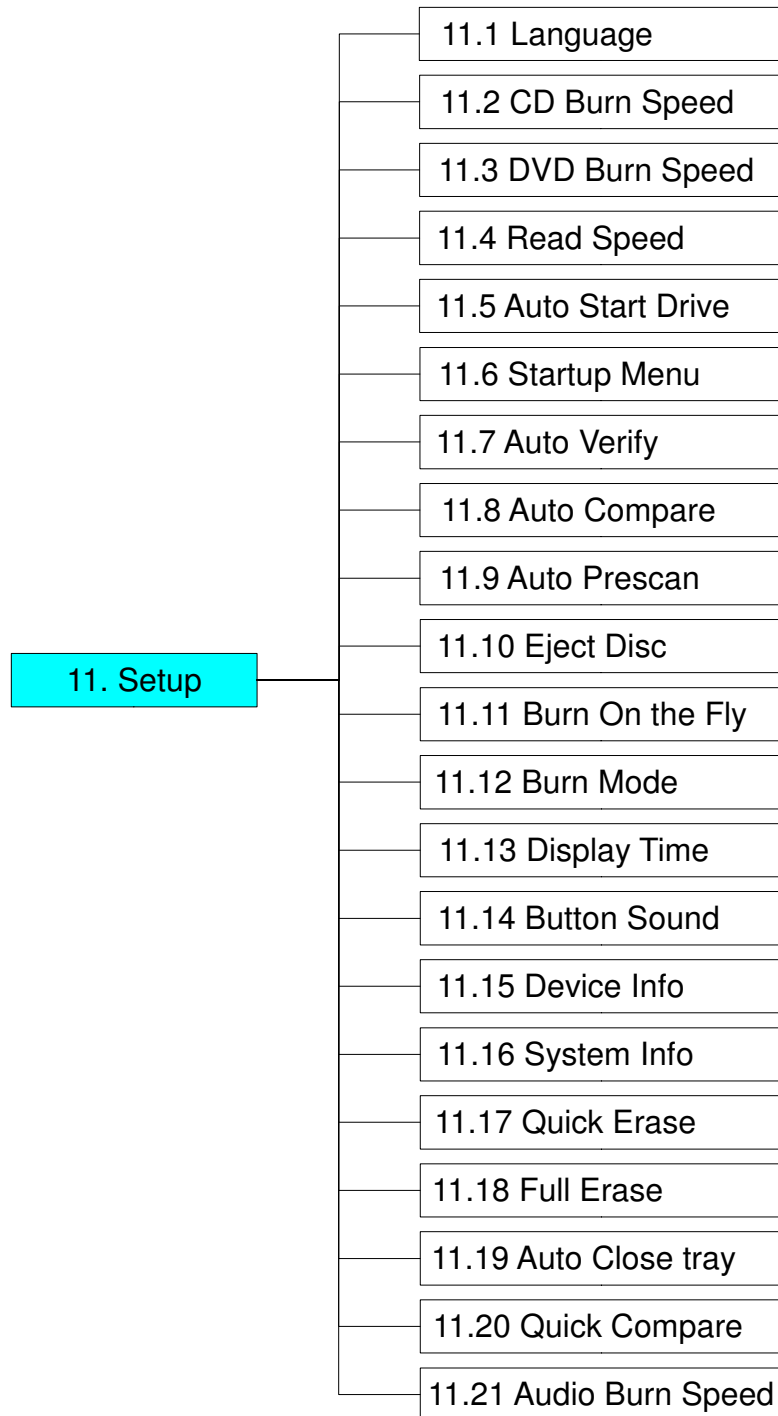 11.1 Language
11.2 CD Burn Speed
11.3 DVD Burn Speed
11.4 Read Speed
11.5 Auto Start Drive
11.6 Startup Menu
11.7 Auto Verify
11.8 Auto Compare
11.9 Auto Prescan
11.10 Eject Disc
11. Setup
11.11 Burn On the Fly
11.12 Burn Mode
11.13 Display Time
11.14 Button Sound
11.15 Device Info
11.16 System Info
11.17 Quick Erase
11.18 Full Erase
11.19 Auto Close tray
11.20 Quick Compare
11.21 Audio Burn Speed